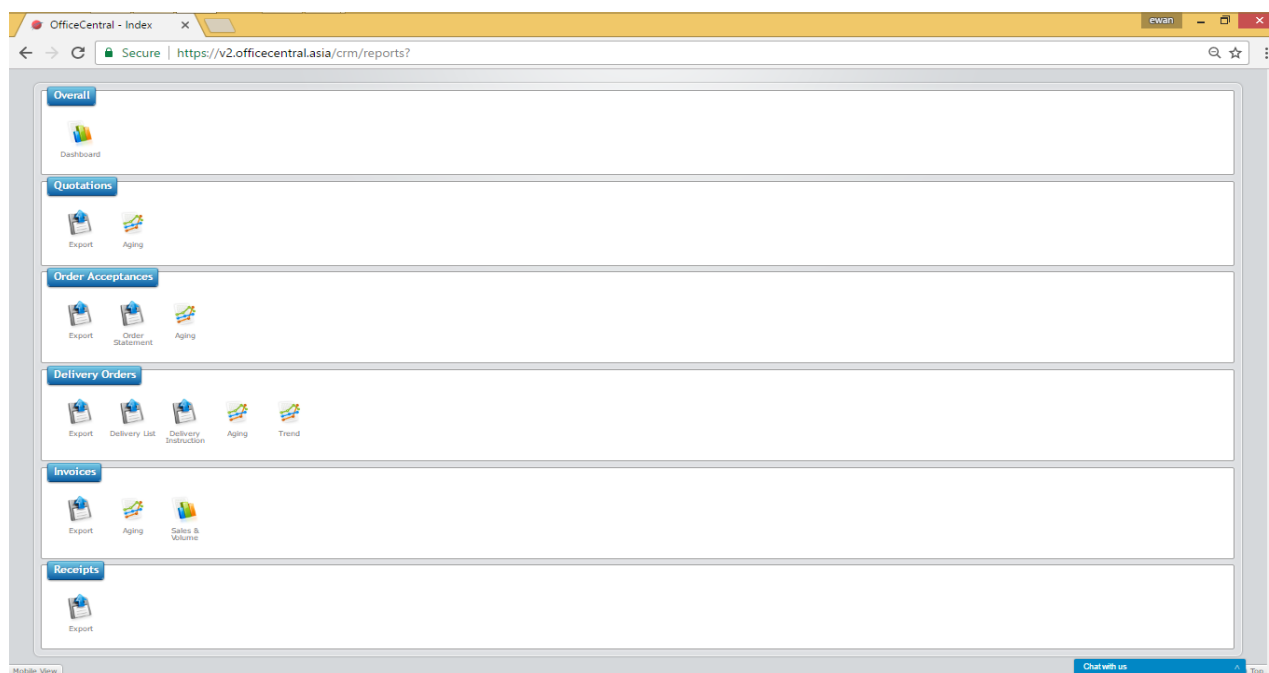 OfficeCentral - Index
ewan
Secure | https://v2.officecentral.asia/crm/reports?
Overall
Dashboard
Quotations
Export
Aging
Order Acceptances
Export
Order Statement
Aging
Delivery Orders
Export
Delivery List
Delivery Instruction
Aging
Trend
Invoices
Export
Aging
Sales & Volume
Receipts
Export
Mobile View
Chat with us
Top